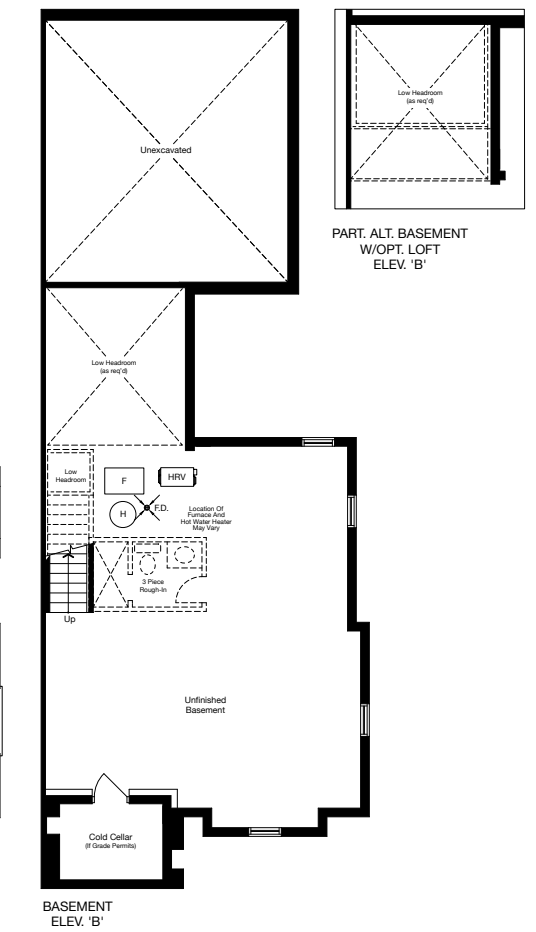 Unexcavated
Low Headroom
(as req'd)
PART. ALT. BASEMENT
W/OPT. LOFT
ELEV. 'B'
Low Headroom
(as req'd)
Low
Headroom
F
HRV
H
F.D.
Location Of
Furnace And
Hot Water Heater
May Vary
3 Piece
Rough-In
Up
Unfinished
Basement
Cold Cellar
(If Grade Permits)
BASEMENT
ELEV. 'B'